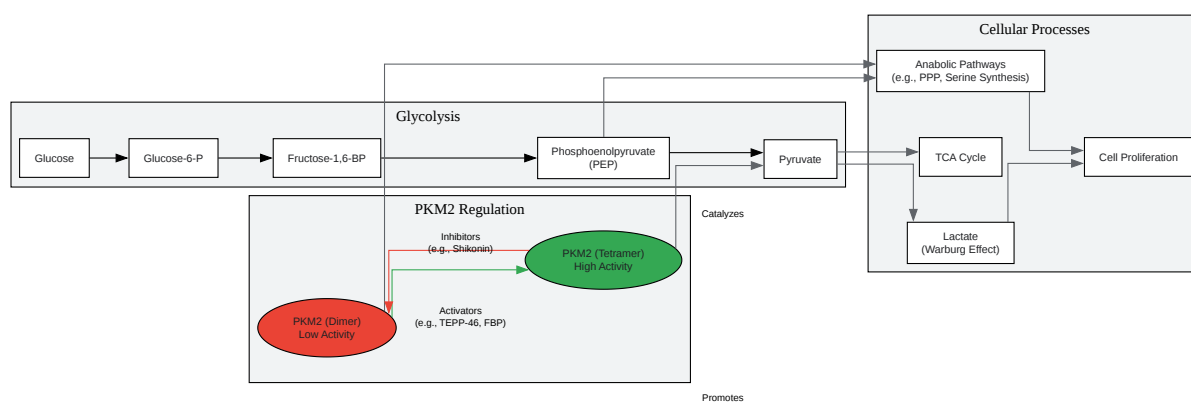 Cellular Processes
Anabolic Pathways
(e.g., PPP, Serine Synthesis)
Glycolysis
Glucose
Glucose-6-P
Fructose-1,6-BP
Phosphoenolpyruvate
(PEP)
Pyruvate
TCA Cycle
Cell Proliferation
Lactate
(Warburg Effect)
PKM2 Regulation
Catalyzes
Inhibitors
(e.g., Shikonin)
PKM2 (Tetramer)
High Activity
Activators
(e.g., TEPP-46, FBP)
PKM2 (Dimer)
Low Activity
Promotes